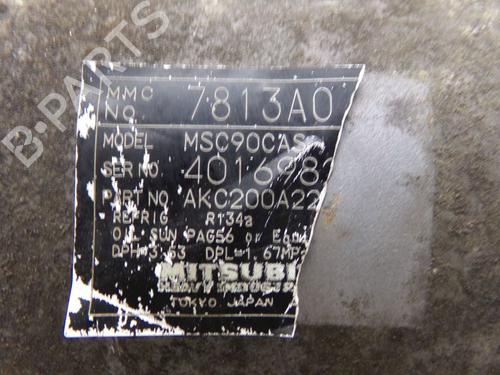 B-PARTS
MMC NO. 7813A0
MODEL MSC90CAS
SER NO. 4016982
PART NO. AKC200A22
REFRIG R134a
OIL SUN PAG56 or
DPH=3.53 DPL=1.67MP
MITSUBI
TOKYO, JAPAN